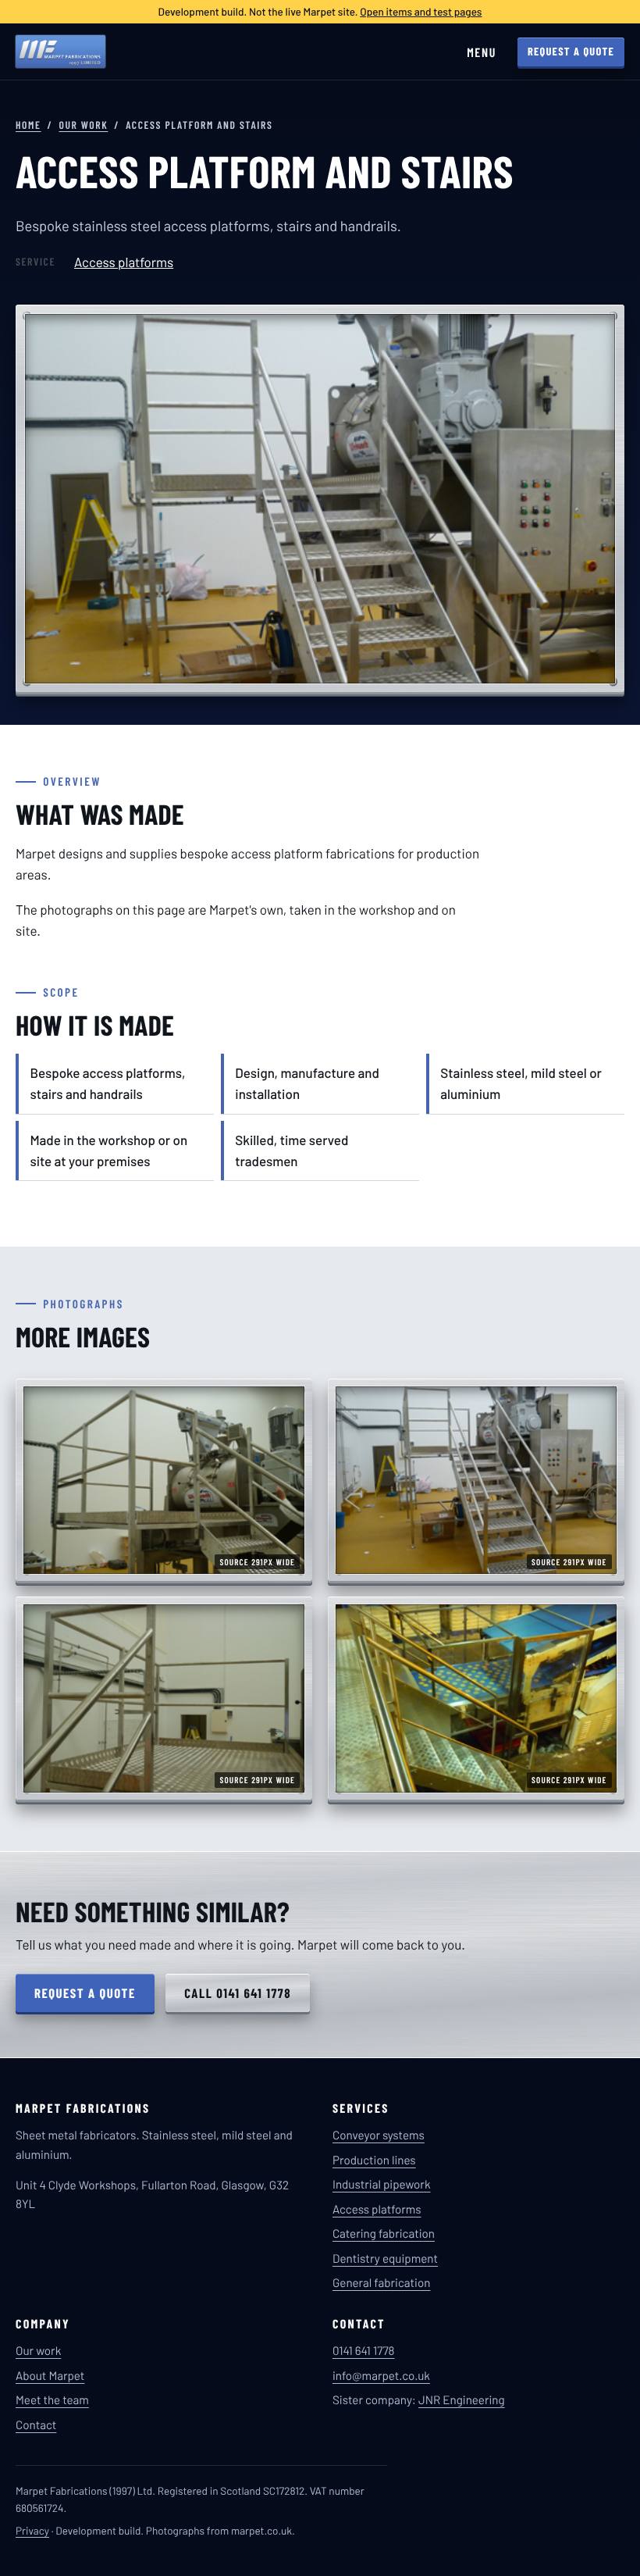 Development build. Not the live Marpet site. Open items and test pages
MF
MARPET FABRICATIONS
MENU
REQUEST A QUOTE
HOME / OUR WORK / ACCESS PLATFORM AND STAIRS
ACCESS PLATFORM AND STAIRS
Bespoke stainless steel access platforms, stairs and handrails.
SERVICE
Access platforms
OVERVIEW
WHAT WAS MADE
Marpet designs and supplies bespoke access platform fabrications for production
areas.
The photographs on this page are Marpet's own, taken in the workshop and on
site.
SCOPE
HOW IT IS MADE
Bespoke access platforms,
stairs and handrails
Design, manufacture and
installation
Stainless steel, mild steel or
aluminium
Made in the workshop or on
site at your premises
Skilled, time served
tradesmen
PHOTOGRAPHS
MORE IMAGES
SOURCE 291PX WIDE
SOURCE 291PX WIDE
SOURCE 291PX WIDE
SOURCE 291PX WIDE
NEED SOMETHING SIMILAR?
Tell us what you need made and where it is going. Marpet will come back to you.
REQUEST A QUOTE
CALL 0141 641 1778
MARPET FABRICATIONS
Sheet metal fabricators. Stainless steel, mild steel and
aluminium.
Unit 4 Clyde Workshops, Fullarton Road, Glasgow, G32
8YL
SERVICES
Conveyor systems
Production lines
Industrial pipework
Access platforms
Catering fabrication
Dentistry equipment
General fabrication
COMPANY
Our work
About Marpet
Meet the team
Contact
CONTACT
0141 641 1778
info@marpet.co.uk
Sister company: JNR Engineering
Marpet Fabrications (1997) Ltd. Registered in Scotland SC172812. VAT number
680561724.
Privacy · Development build. Photographs from marpet.co.uk.